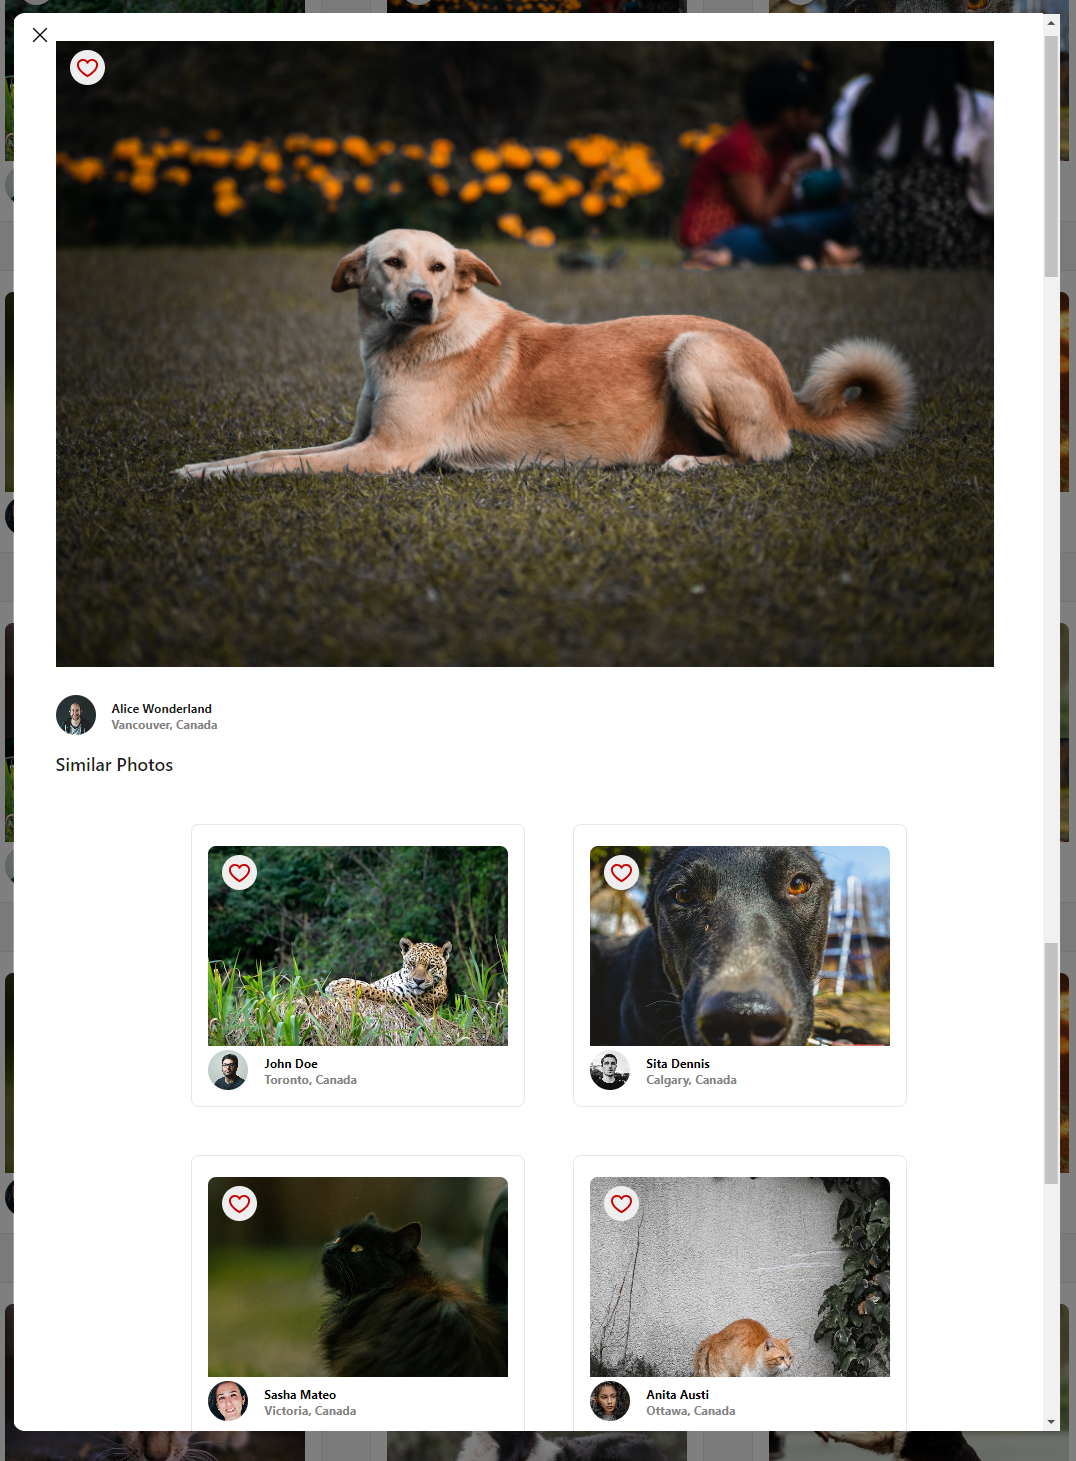 Alice Wonderland
Vancouver, Canada
Similar Photos
John Doe
Toronto, Canada
Sita Dennis
Calgary, Canada
Sasha Mateo
Victoria, Canada
Anita Austi
Ottawa, Canada